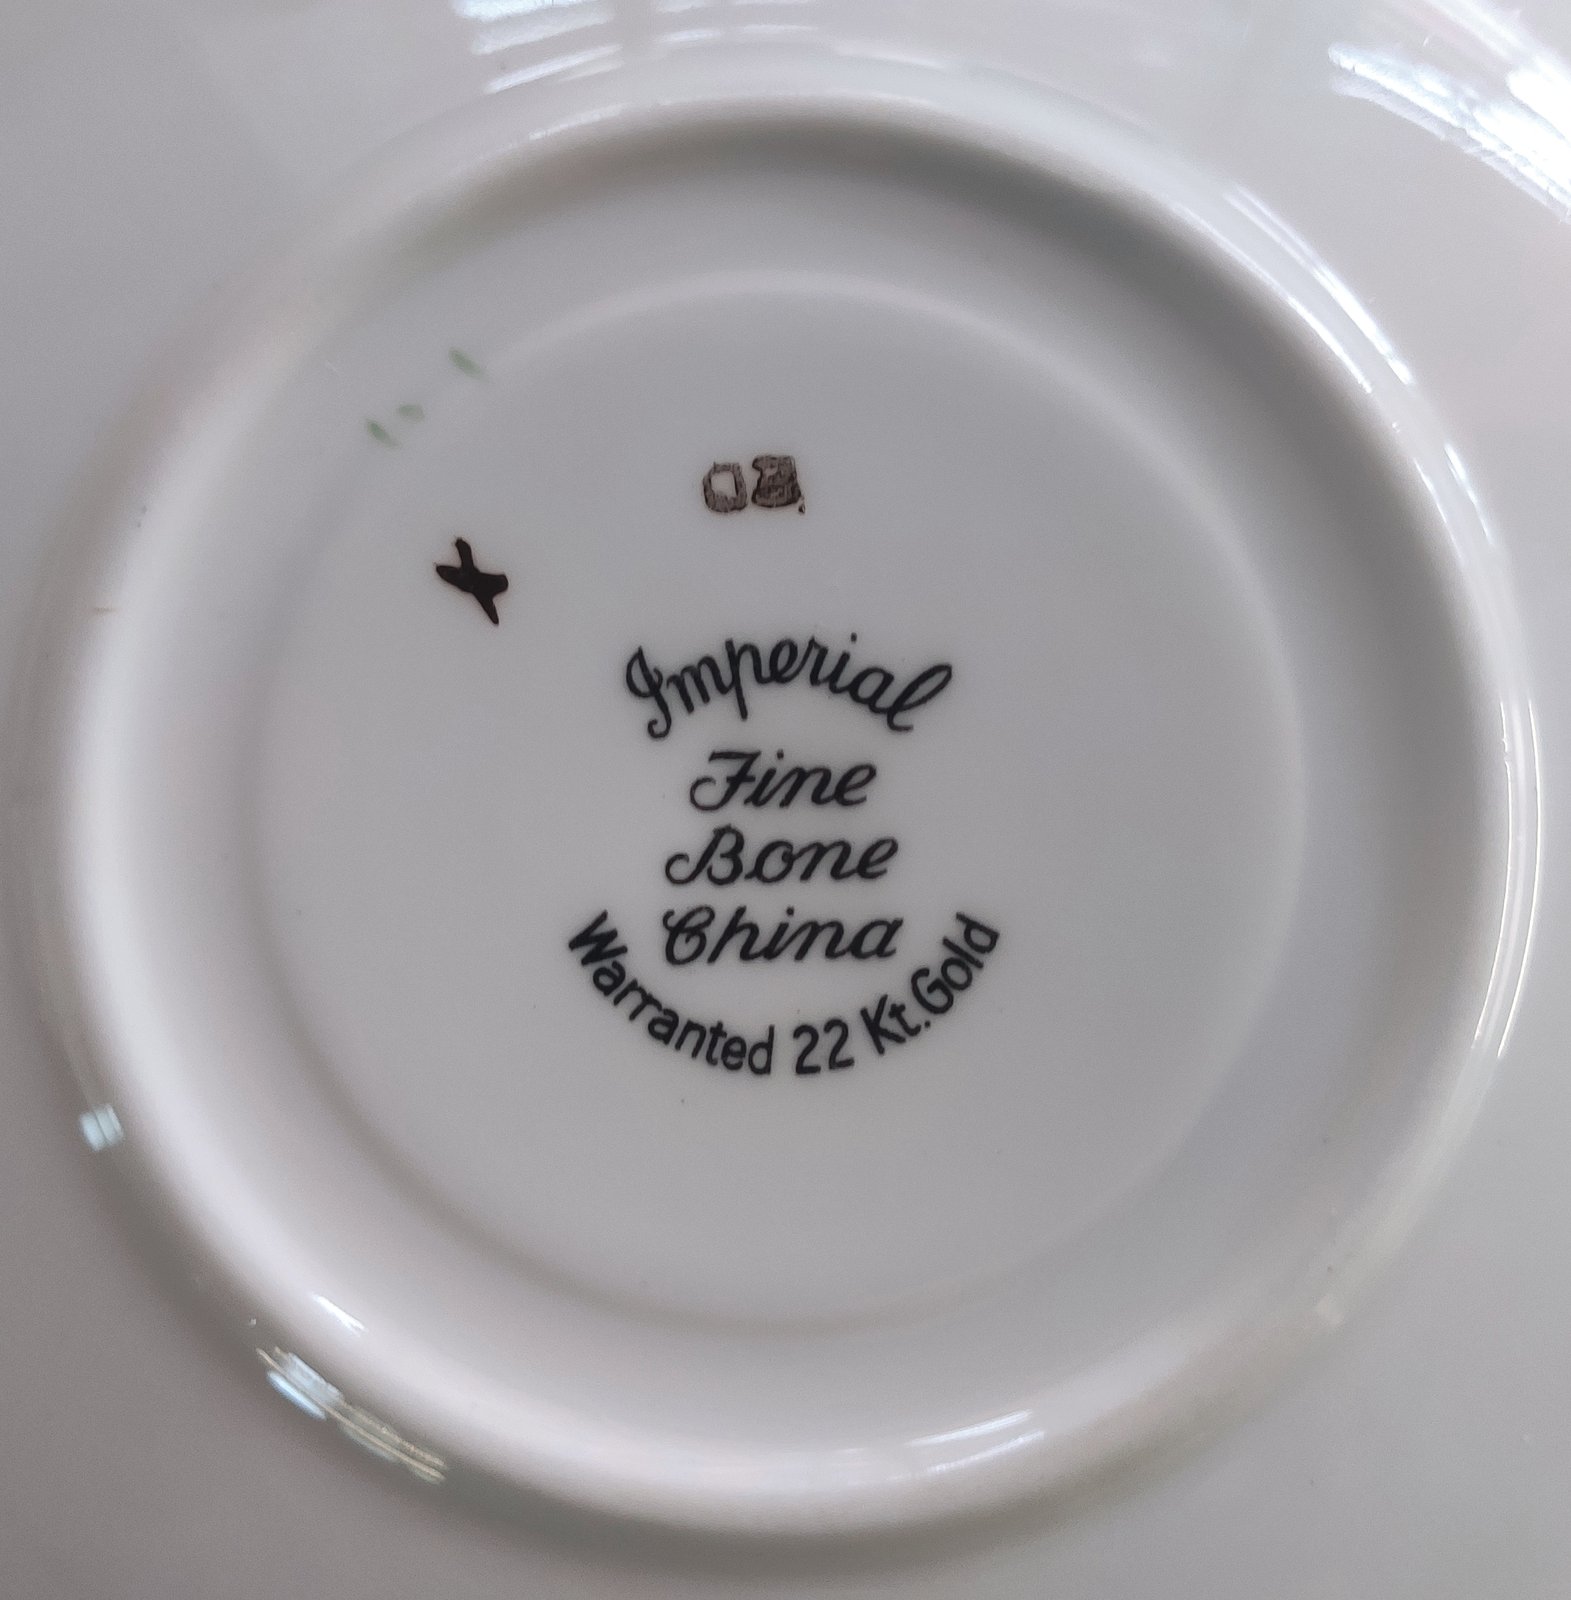 Imperial
Fine
Bone
China
Warranted 22 Kt. Gold